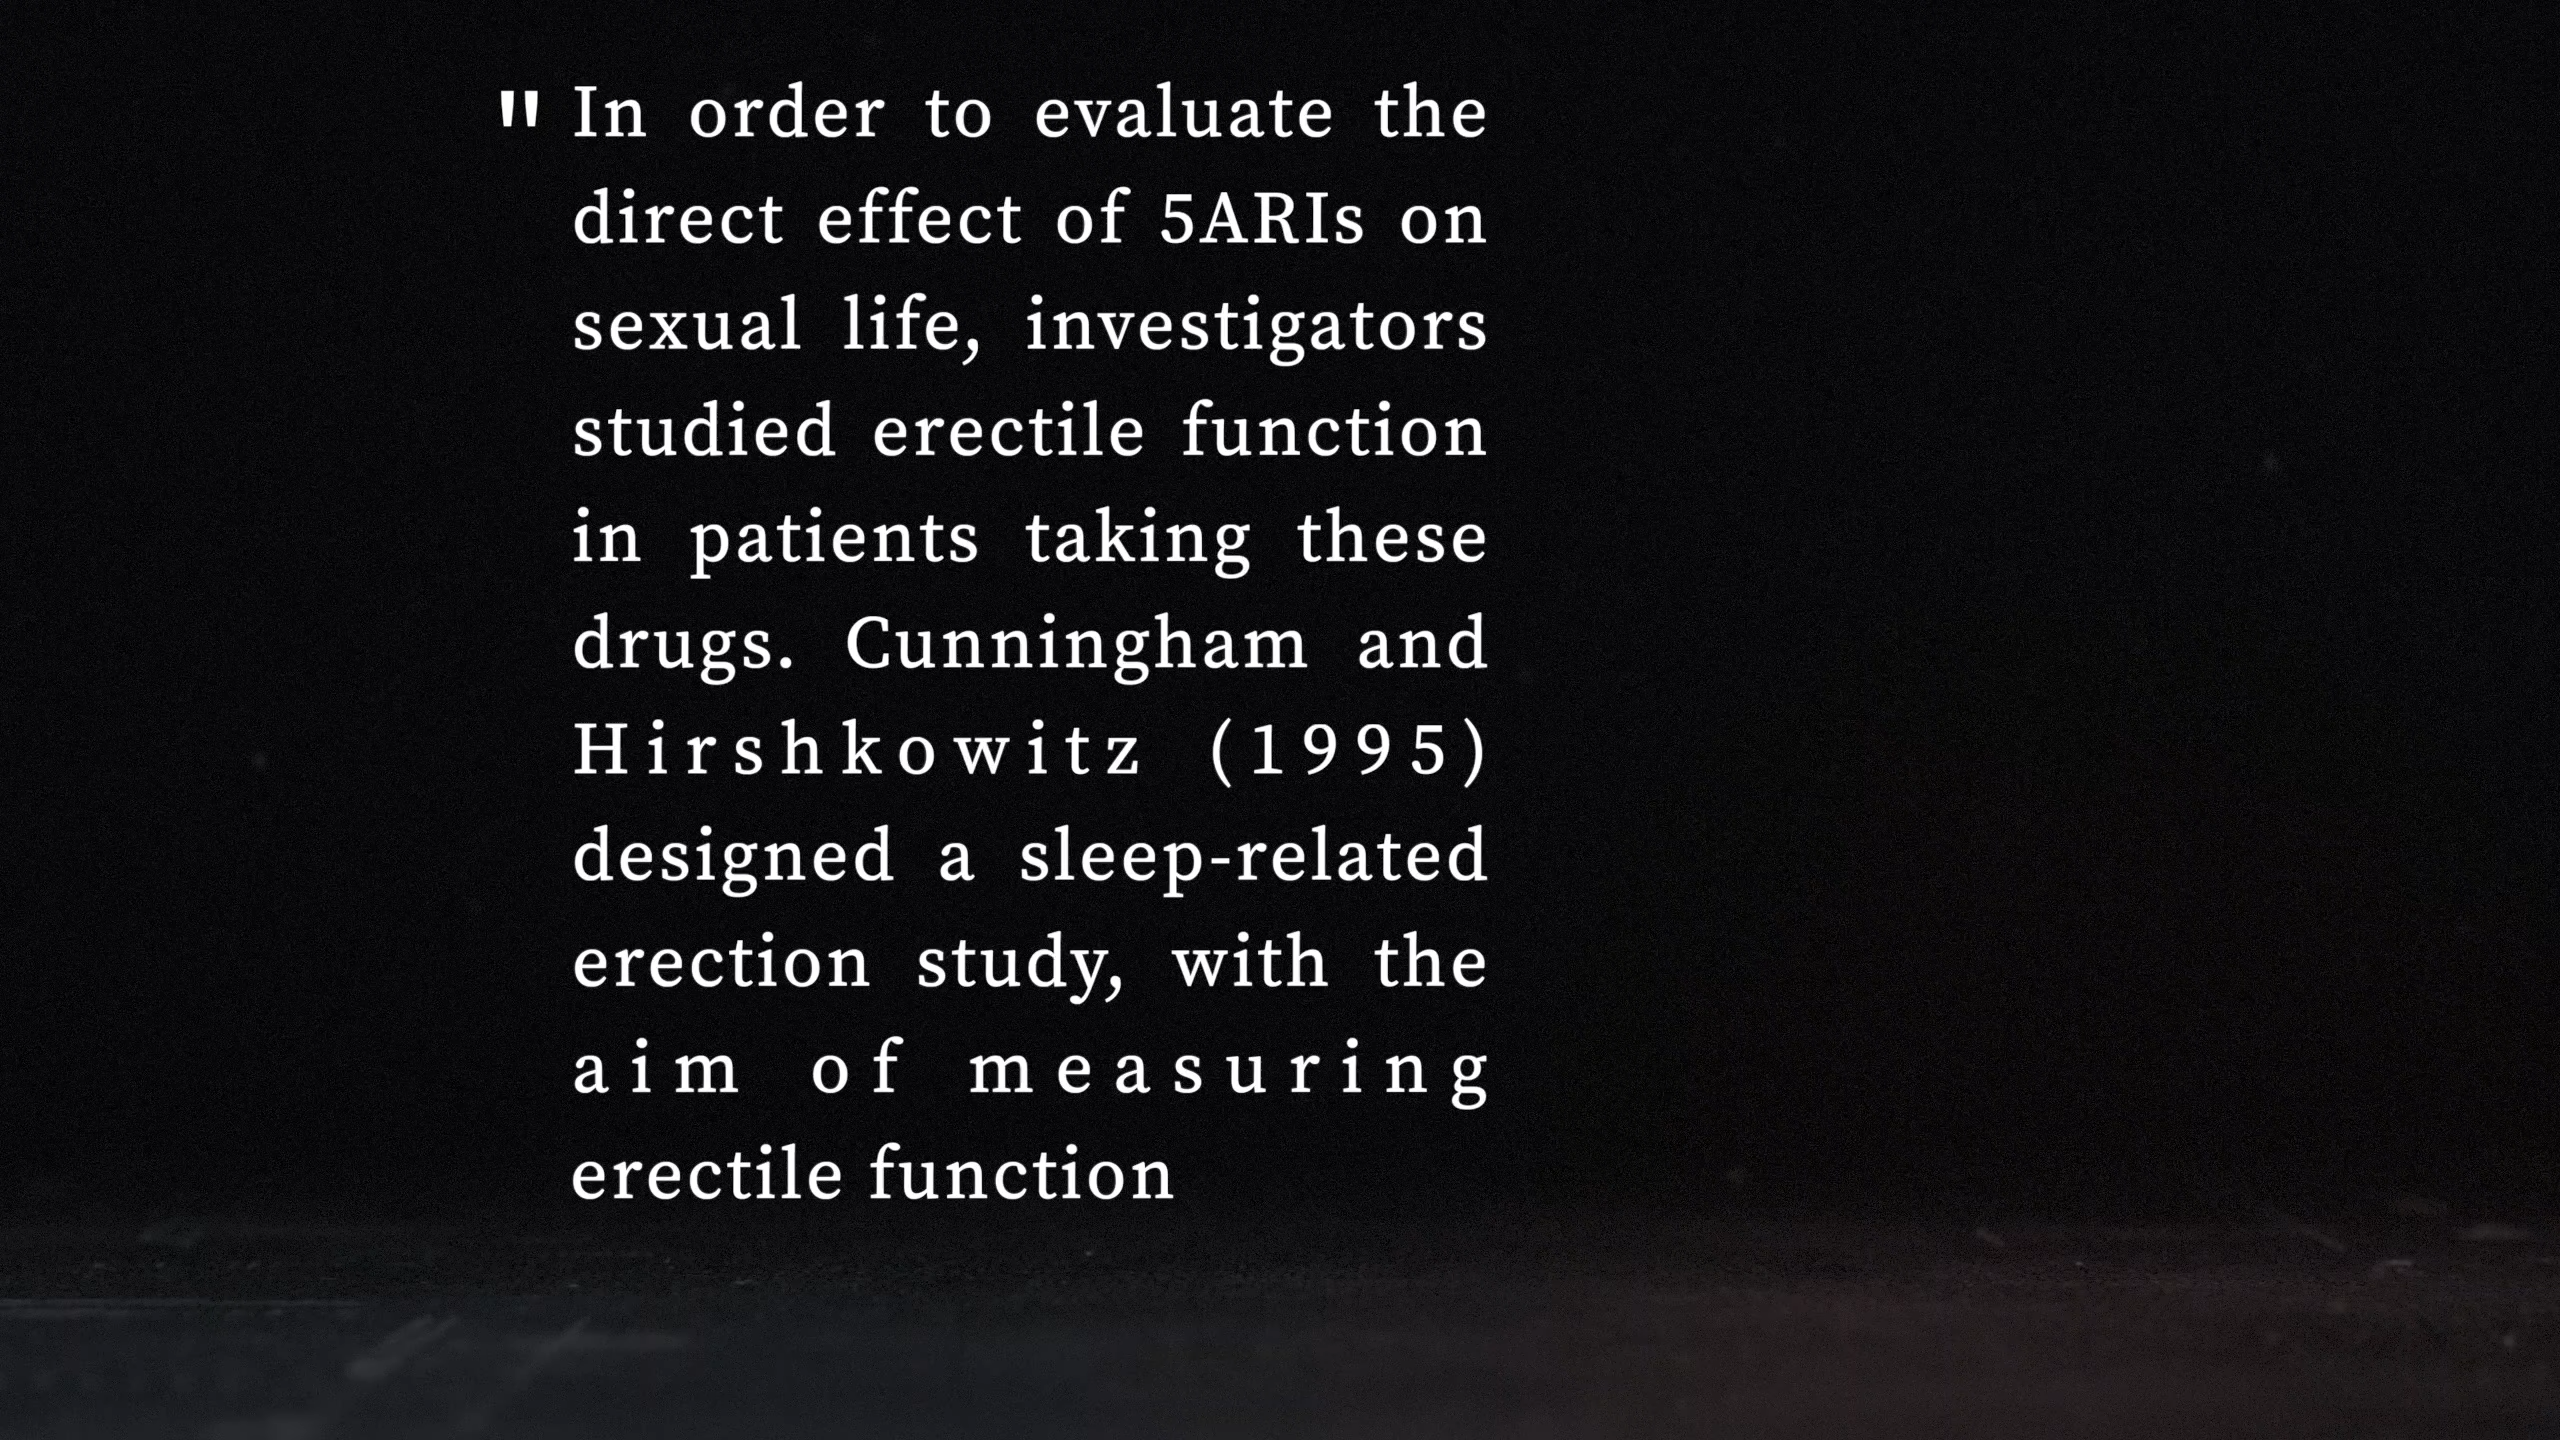 " In order to evaluate the
direct effect of 5ARIs on
sexual life, investigators
studied erectile function
in patients taking these
drugs. Cunningham and
Hirshkowitz (1995)
designed a sleep-related
erection study, with the
aim of measuring
erectile function